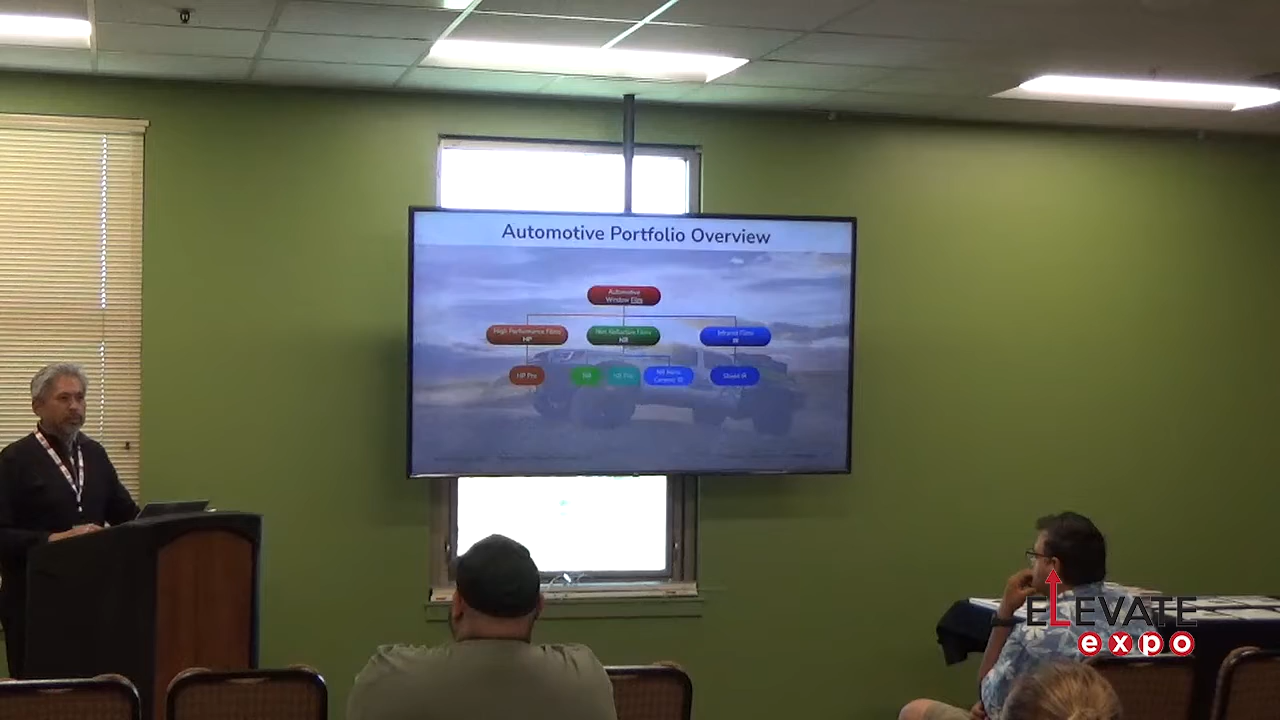 Automotive Portfolio Overview
Automotive
Window Film
High Performance Films
HP
Non Reflective Films
NR
Infrared Films
IR
HP Pro
NR
NR Pro
NR Nano
Ceramic IR
Shield IR
ELEVATE
expo